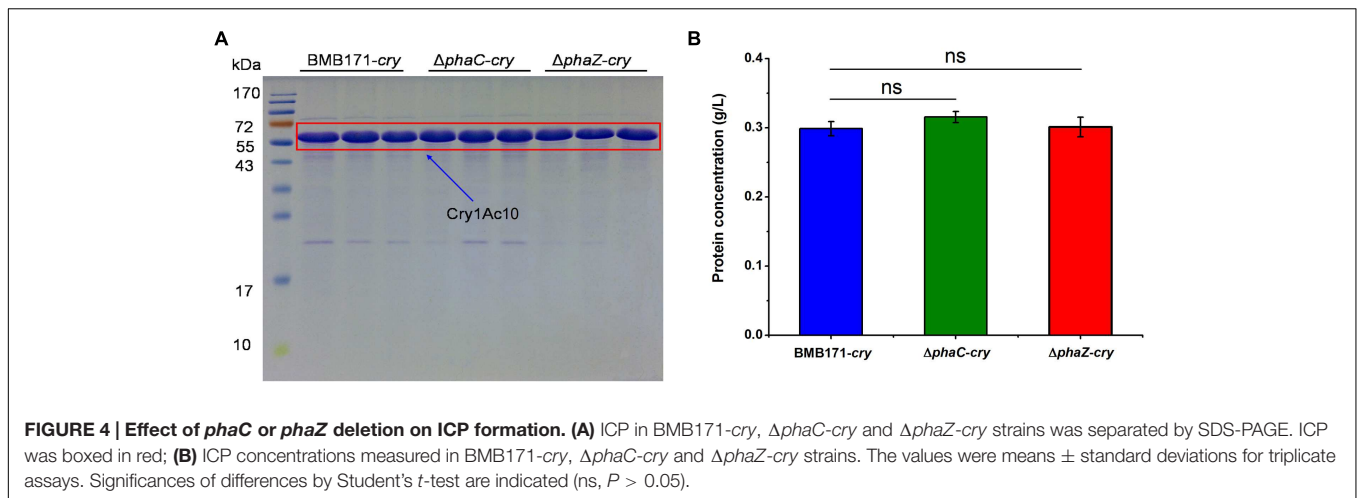 A
kDa
BMB171-cry ΔphaC-cry ΔphaZ-cry
170
72
55
43
Cry1Ac10
17
10
B
Protein concentration (g/L)
0.4
0.3
0.2
0.1
0.0
ns
ns
BMB171-cry ΔphaC-cry ΔphaZ-cry
FIGURE 4 | Effect of phaC or phaZ deletion on ICP formation. (A) ICP in BMB171-cry, ΔphaC-cry and ΔphaZ-cry strains was separated by SDS-PAGE. ICP
was boxed in red; (B) ICP concentrations measured in BMB171-cry, ΔphaC-cry and ΔphaZ-cry strains. The values were means ± standard deviations for triplicate
assays. Significances of differences by Student's t-test are indicated (ns, P > 0.05).